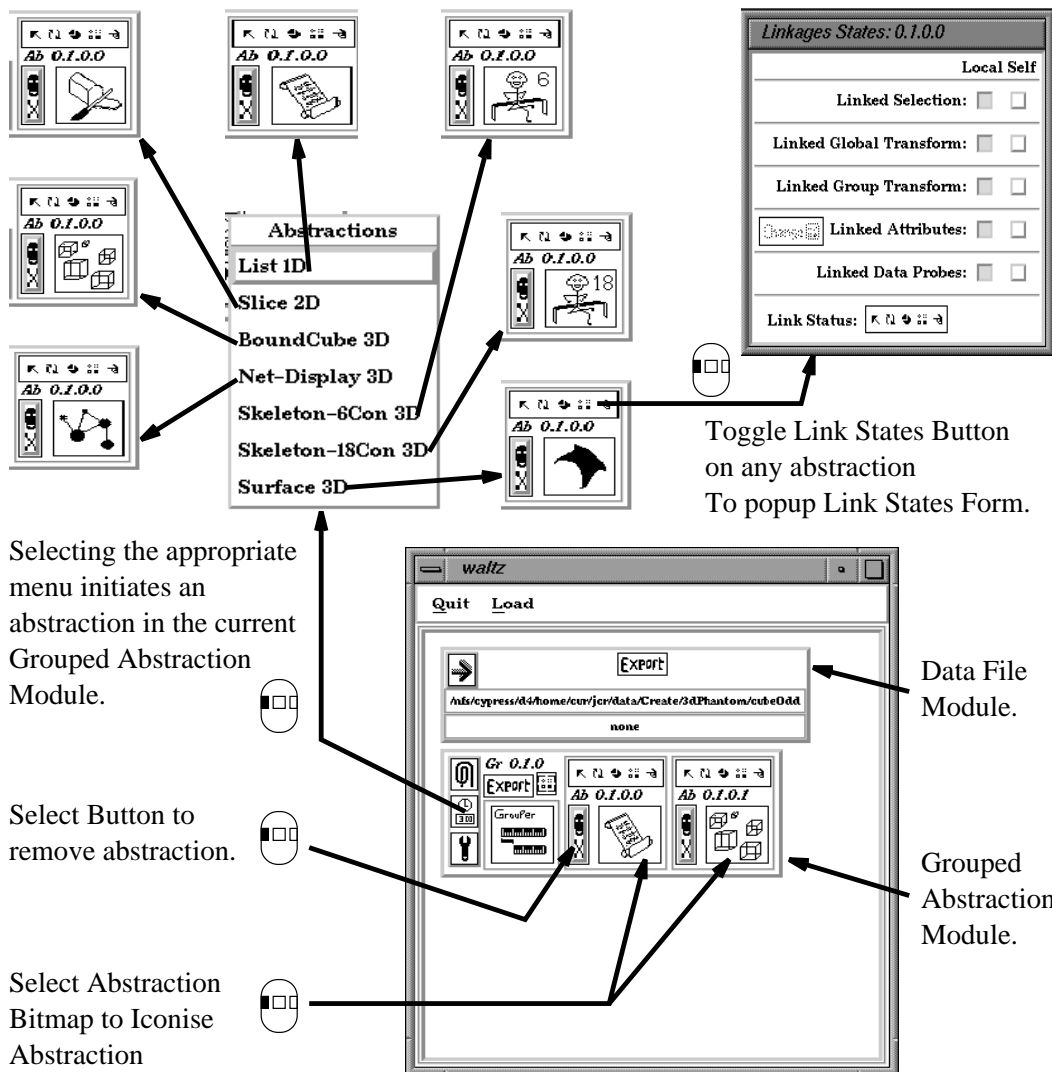 Ab 0.1.0.0
Ab 0.1.0.0
Ab 0.1.0.0
6
Linkages States: 0.1.0.0
Local Self
Linked Selection:
Linked Global Transform:
Linked Group Transform:
Change
Linked Attributes:
Linked Data Probes:
Link Status:
Ab 0.1.0.0
Abstractions
List 1D
Slice 2D
BoundCube 3D
Net-Display 3D
Skeleton-6Con 3D
Skeleton-18Con 3D
Surface 3D
Ab 0.1.0.0
18
Ab 0.1.0.0
Ab 0.1.0.0
Toggle Link States Button
on any abstraction
To popup Link States Form.
Selecting the appropriate
menu initiates an
abstraction in the current
Grouped Abstraction
Module.
waltz
Quit Load
Export
/nfs/cypress/d4/home/cur/jcr/data/Create/3dPhantom/cubeOdd
none
Data File
Module.
Gr 0.1.0
Export
Grouper
3:00
Ab 0.1.0.0
Ab 0.1.0.1
Select Button to
remove abstraction.
Grouped
Abstraction
Module.
Select Abstraction
Bitmap to Iconise
Abstraction